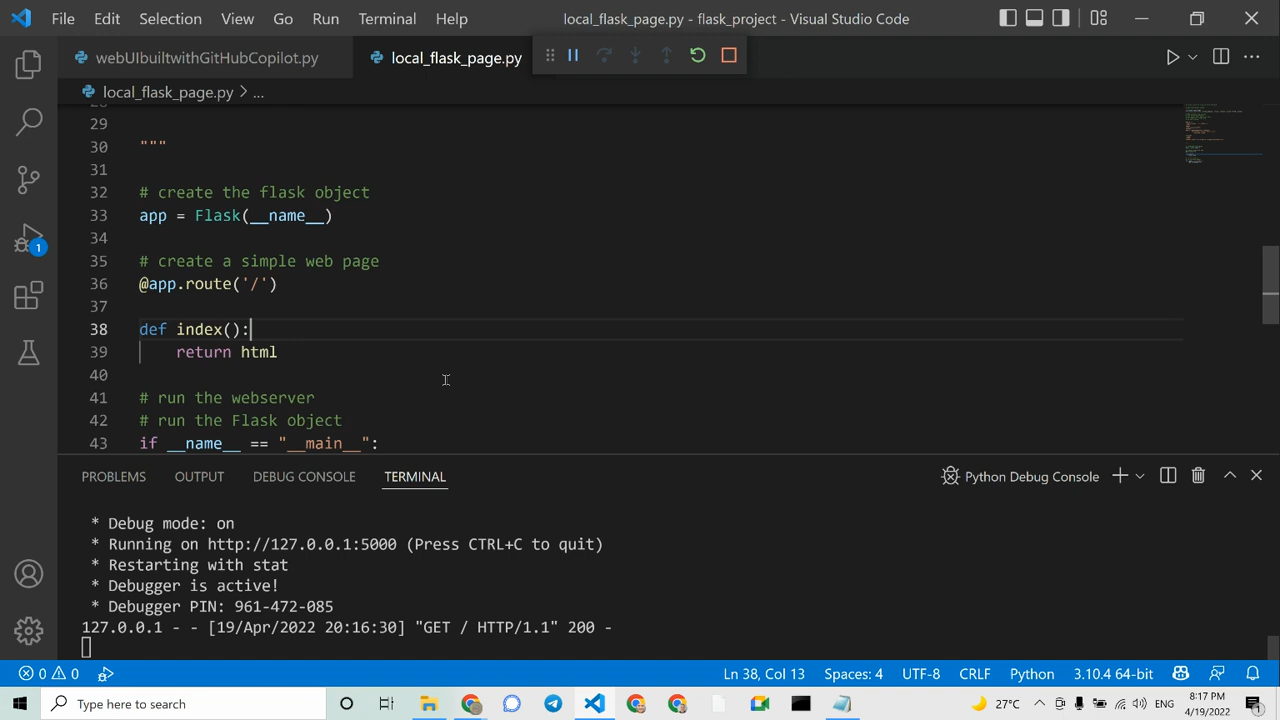 File Edit Selection View Go Run Terminal Help local_flask_page.py - flask_project - Visual Studio Code
webUIbuiltwithGitHubCopilot.py local_flask_page.py
local_flask_page.py > ...
29
30 """
31
32 # create the flask object
33 app = Flask(__name__)
34
35 # create a simple web page
36 @app.route('/')
37
38 def index():
39 return html
40
41 # run the webserver
42 # run the Flask object
43 if __name__ == "__main__":
1
PROBLEMS OUTPUT DEBUG CONSOLE TERMINAL Python Debug Console
* Debug mode: on
* Running on http://127.0.0.1:5000 (Press CTRL+C to quit)
* Restarting with stat
* Debugger is active!
* Debugger PIN: 961-472-085
127.0.0.1 - - [19/Apr/2022 20:16:30] "GET / HTTP/1.1" 200 -
0 0 Ln 38, Col 13 Spaces: 4 UTF-8 CRLF Python 3.10.4 64-bit
Type here to search 27°C ENG 8:17 PM
4/19/2022